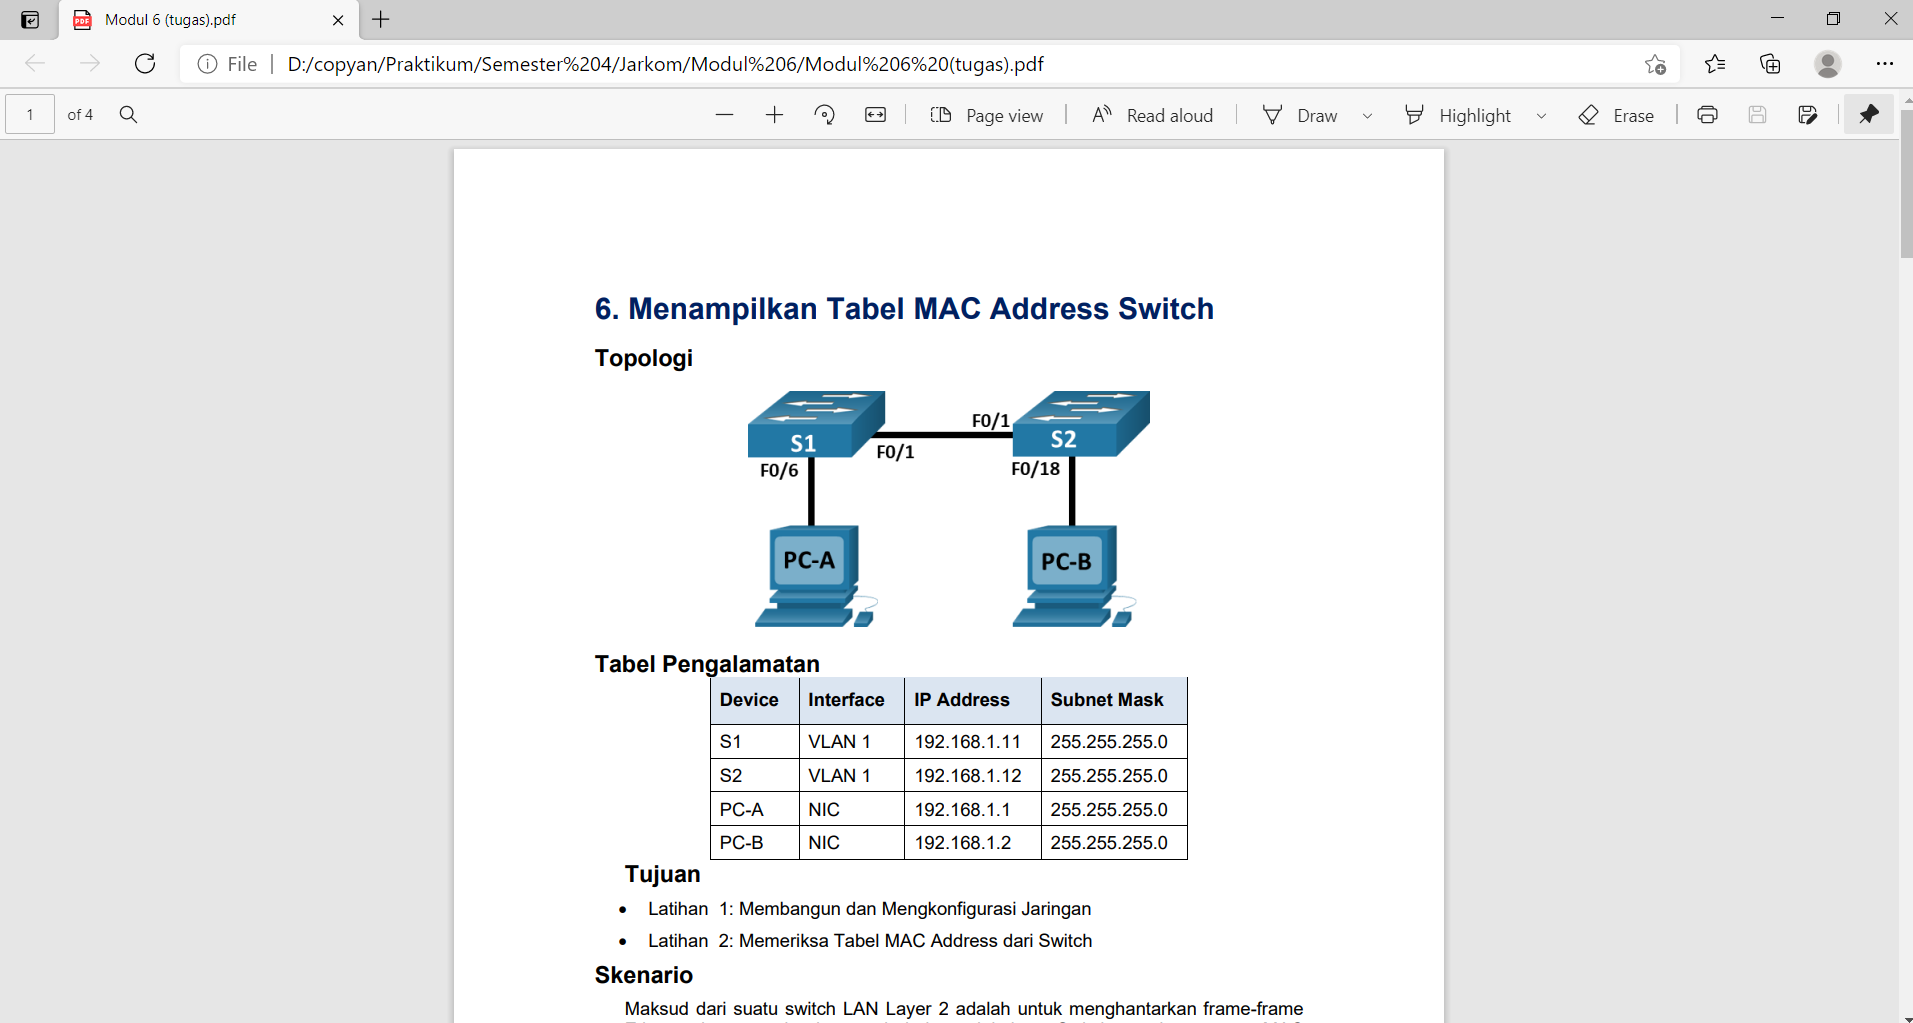 Modul 6 (tugas).pdf
File D:/copyan/Praktikum/Semester%204/Jarkom/Modul%206/Modul%206%20(tugas).pdf
1 of 4 Page view Read aloud Draw Highlight Erase
6. Menampilkan Tabel MAC Address Switch
Topologi
F0/1
S1 S2
F0/1
F0/6 F0/18
PC-A PC-B
Tabel Pengalamatan
Device Interface IP Address Subnet Mask
S1 VLAN 1 192.168.1.11 255.255.255.0
S2 VLAN 1 192.168.1.12 255.255.255.0
PC-A NIC 192.168.1.1 255.255.255.0
PC-B NIC 192.168.1.2 255.255.255.0
Tujuan
• Latihan 1: Membangun dan Mengkonfigurasi Jaringan
• Latihan 2: Memeriksa Tabel MAC Address dari Switch
Skenario
Maksud dari suatu switch LAN Layer 2 adalah untuk menghantarkan frame-frame